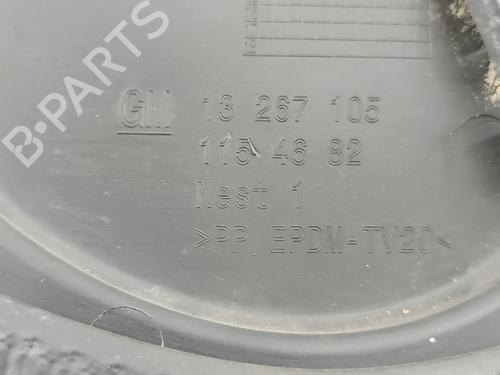 B-PARTS
GM 13 267 105
115 46 82
Nest 1
>PP/EPDM-TV20<